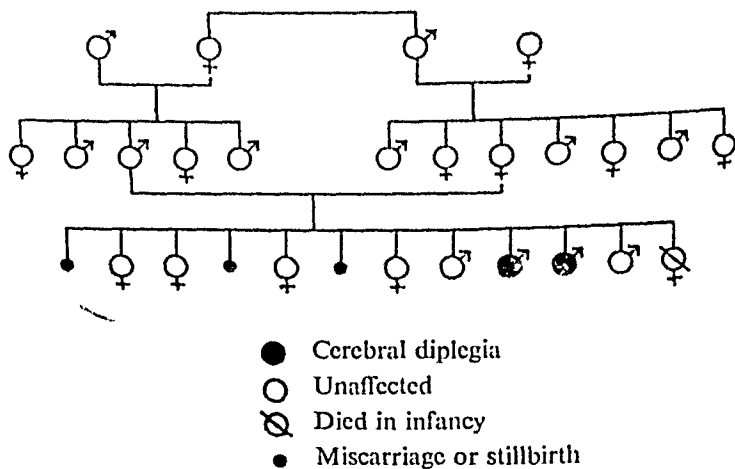 Cerebral diplegia
Unaffected
Died in infancy
Miscarriage or stillbirth